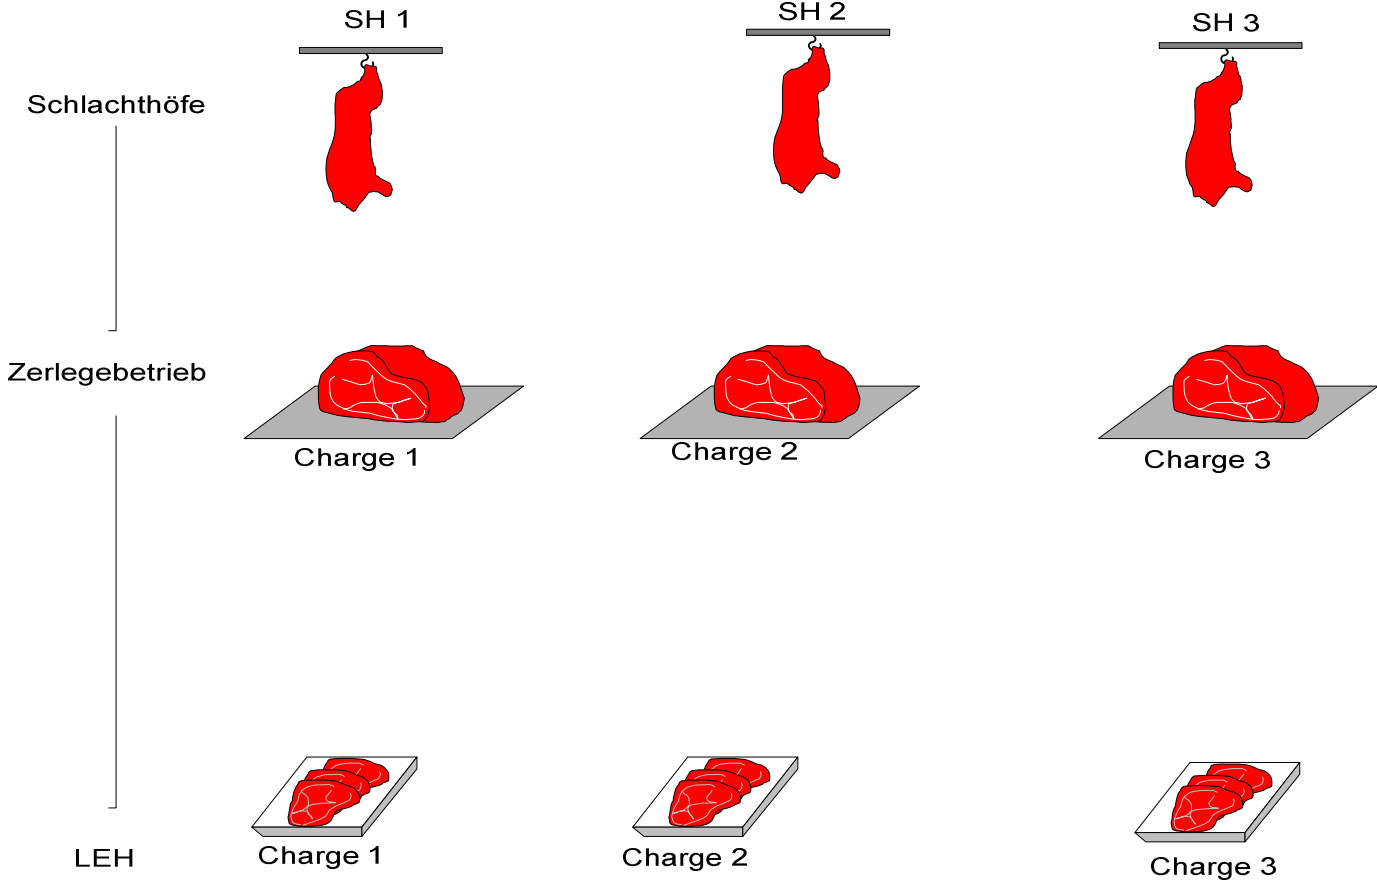 SH 1
SH 2
SH 3
Schlachthöfe
Zerlegebetrieb
Charge 1
Charge 2
Charge 3
LEH
Charge 1
Charge 2
Charge 3